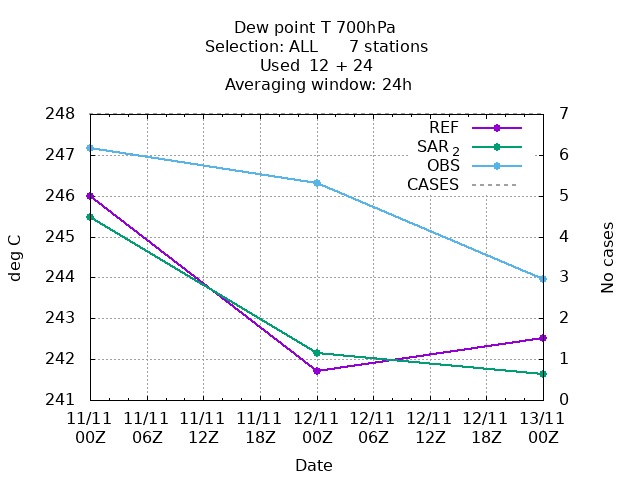 Dew point T 700hPa
Selection: ALL 7 stations
Used 12 + 24
Averaging window: 24h
248 7
247 6
246 5
245 4
244 3
243 2
242 1
241 0
REF
SAR 2
OBS
CASES
deg C
No cases
11/11 11/11 11/11 11/11 12/11 12/11 12/11 12/11 13/11
00Z 06Z 12Z 18Z 00Z 06Z 12Z 18Z 00Z
Date